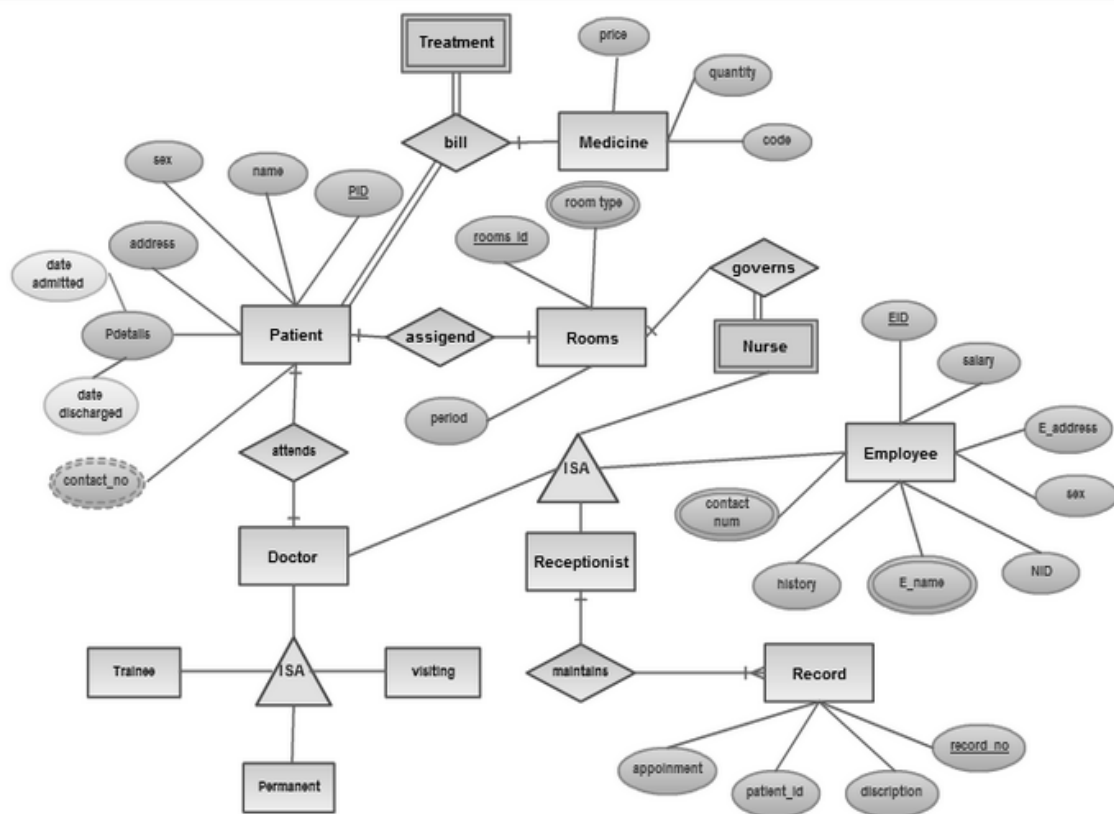 Treatment
price
quantity
bill
Medicine
code
sex
name
PID
room type
rooms_id
address
date
admitted
governs
Pdetails
Patient
assigend
Rooms
Nurse
EID
salary
date
discharged
period
E_address
attends
ISA
Employee
contact_no
contact
num
sex
Doctor
Receptionist
history
E_name
NID
Trainee
ISA
visiting
maintains
Record
Permanent
appoinment
patient_id
discription
record_no